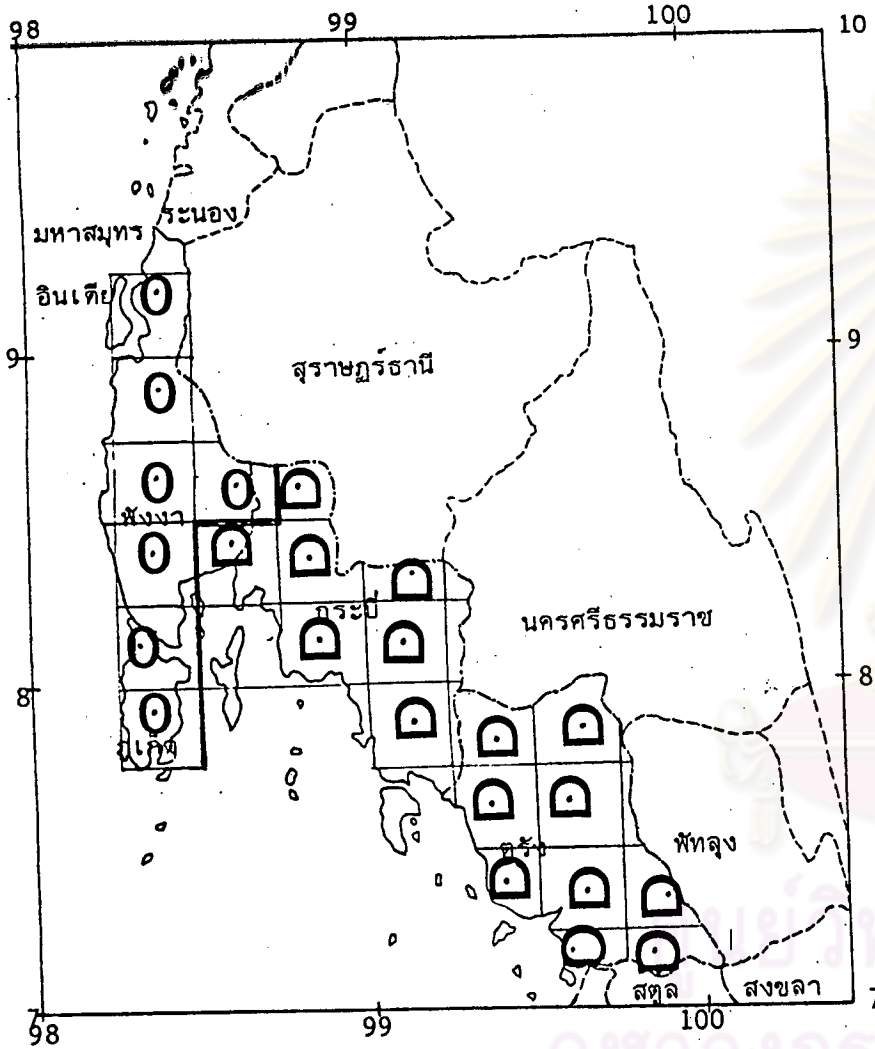 98 99 100 10
ระนอง
มหาสมุทร
อินเดีย
9 9
สุราษฎร์ธานี
พังงา
กระบี่
นครศรีธรรมราช
8 8
ภูเก็ต
ตรัง
พัทลุง
สตูล สงขลา
7 7
98 99 100